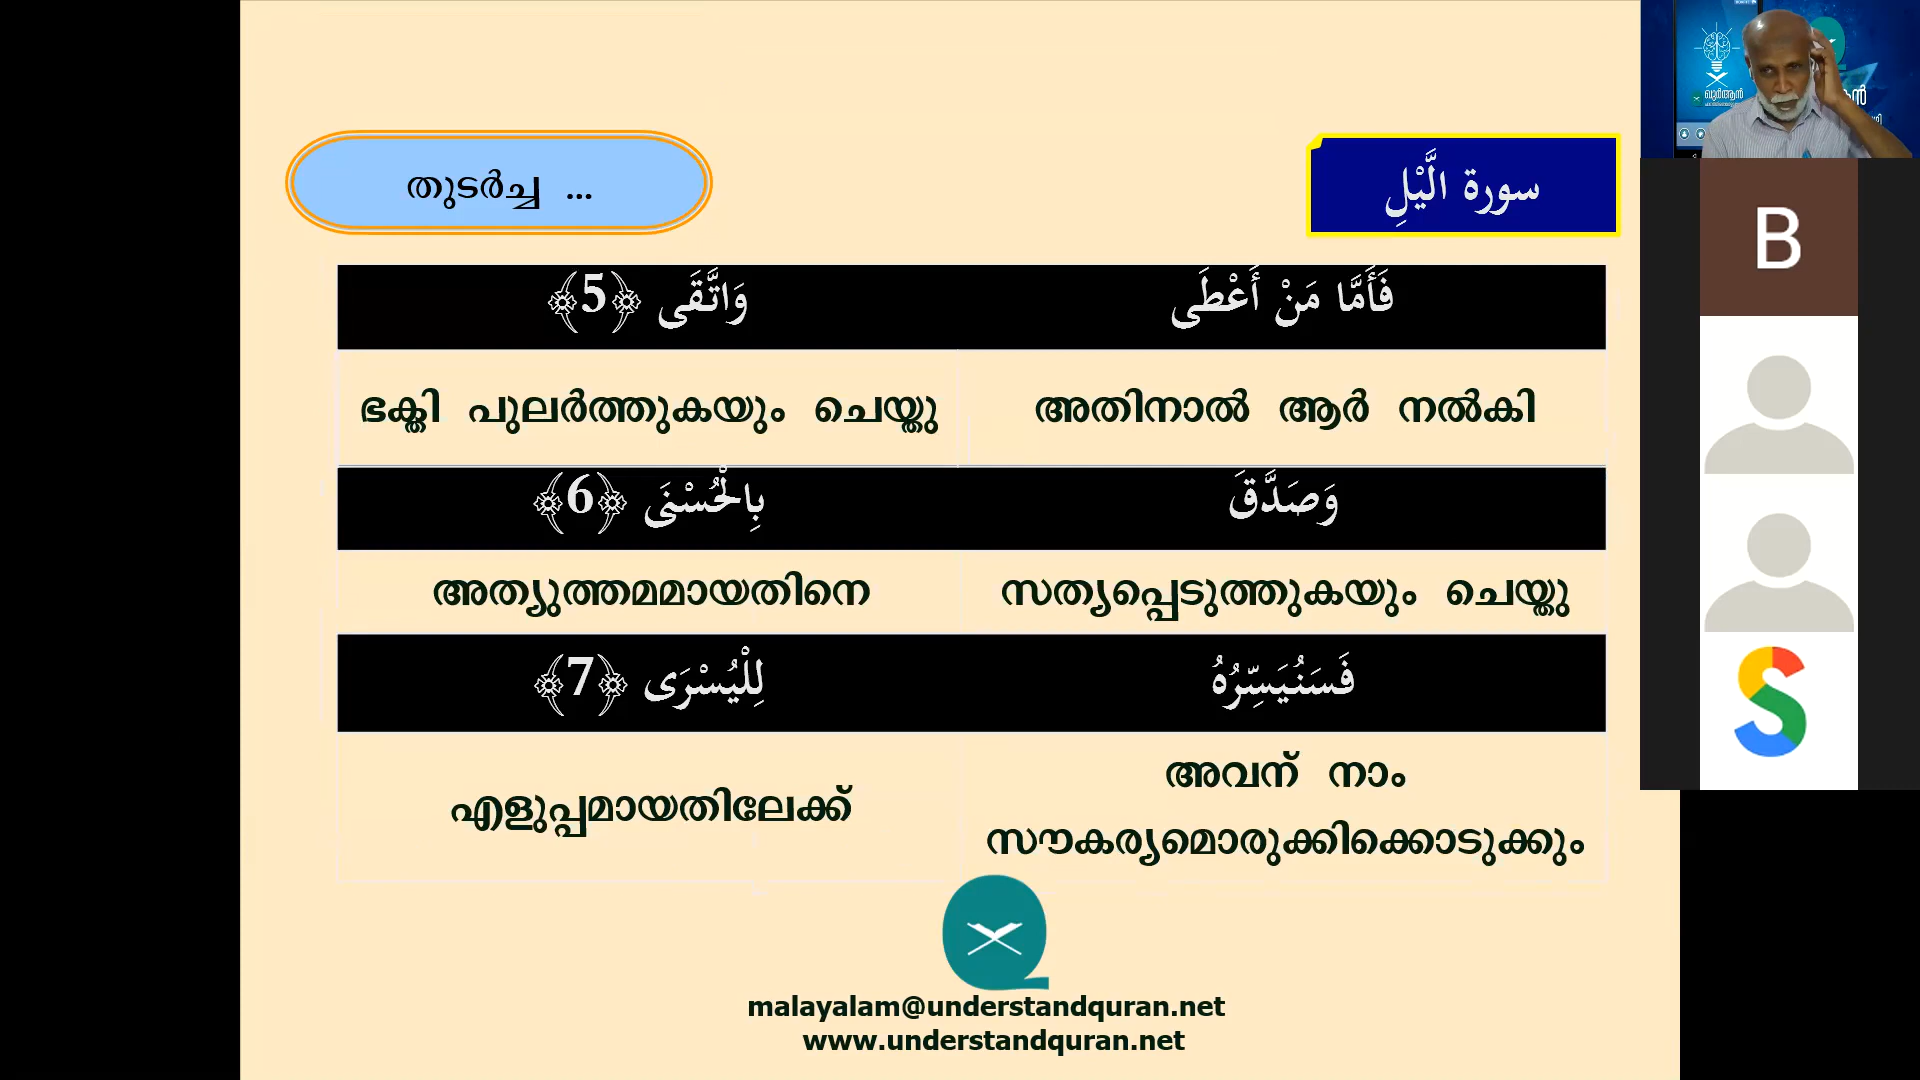 തുടർച്ച ...
سورة الَّيْلِ
فَأَمَّا مَنْ أَعْطَى وَاتَّقَى ﴿5﴾
ഭക്തി പുലർത്തുകയും ചെയ്തു അതിനാൽ ആർ നൽകി
وَصَدَّقَ بِالْحُسْنَى ﴿6﴾
അത്യുത്തമമായതിനെ സത്യപ്പെടുത്തുകയും ചെയ്തു
فَسَنُيَسِّرُهُ لِلْيُسْرَى ﴿7﴾
എളുപ്പമായതിലേക്ക്
അവന് നാം
സൗകര്യമൊരുക്കിക്കൊടുക്കും
malayalam@understandquran.net
www.understandquran.net
ഖുർആൻ
B